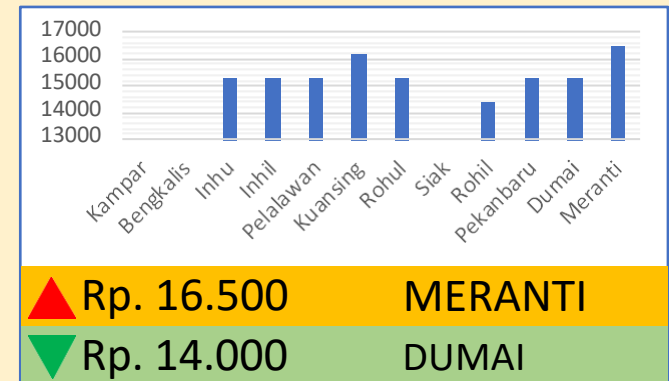 17000
16000
15000
14000
13000
Kampar
Bengkalis
Inhu
Inhil
Pelalawan
Kuansing
Rohul
Siak
Rohil
Pekanbaru
Dumai
Meranti
Rp. 16.500 MERANTI
Rp. 14.000 DUMAI